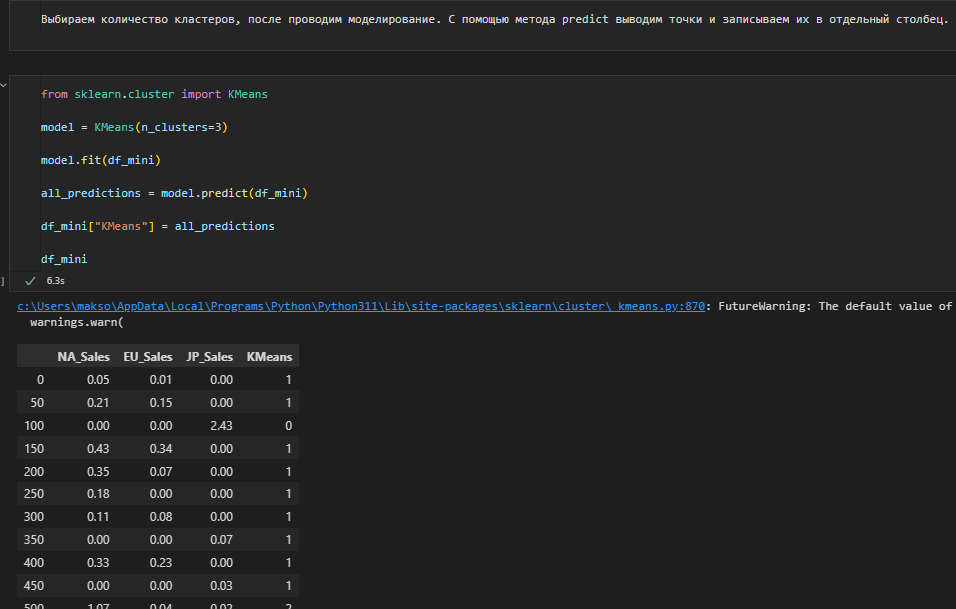 Выбираем количество кластеров, после проводим моделирование. С помощью метода predict выводим точки и записываем их в отдельный столбец.
from sklearn.cluster import KMeans
model = KMeans(n_clusters=3)
model.fit(df_mini)
all_predictions = model.predict(df_mini)
df_mini["KMeans"] = all_predictions
df_mini
] 6.3s
c:\Users\makso\AppData\Local\Programs\Python\Python311\Lib\site-packages\sklearn\cluster\_kmeans.py:870: FutureWarning: The default value of
warnings.warn(
NA_Sales EU_Sales JP_Sales KMeans
0 0.05 0.01 0.00 1
50 0.21 0.15 0.00 1
100 0.00 0.00 2.43 0
150 0.43 0.34 0.00 1
200 0.35 0.07 0.00 1
250 0.18 0.00 0.00 1
300 0.11 0.08 0.00 1
350 0.00 0.00 0.07 1
400 0.33 0.23 0.00 1
450 0.00 0.00 0.03 1
500 1.07 0.04 0.02 2